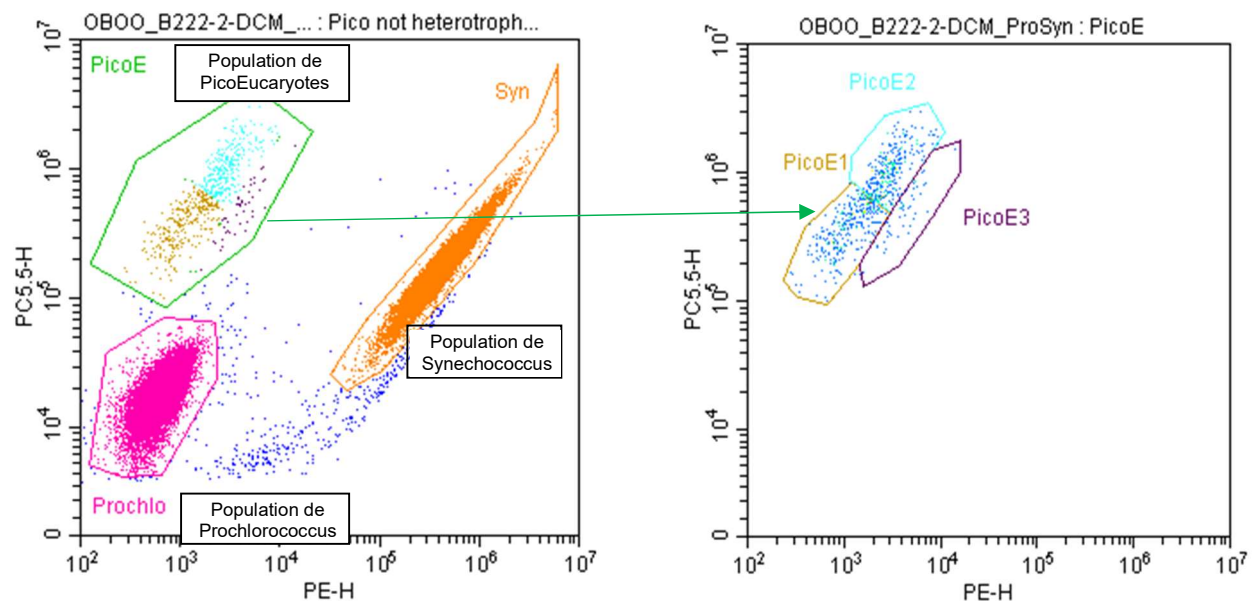 OBOO_B222-2-DCM_... : Pico not heterotroph...
10⁷
PicoE
Population de
PicoEucaryotes
Syn
10⁶
10⁵
Population de
Synechococcus
10⁴
Prochlo
Population de
Prochlorococcus
0
10² 10³ 10⁴ 10⁵ 10⁶ 10⁷
PC5.5-H
PE-H
OBOO_B222-2-DCM_ProSyn : PicoE
10⁷
PicoE2
10⁶
PicoE1
PicoE3
10⁵
10⁴
0
10² 10³ 10⁴ 10⁵ 10⁶ 10⁷
PC5.5-H
PE-H